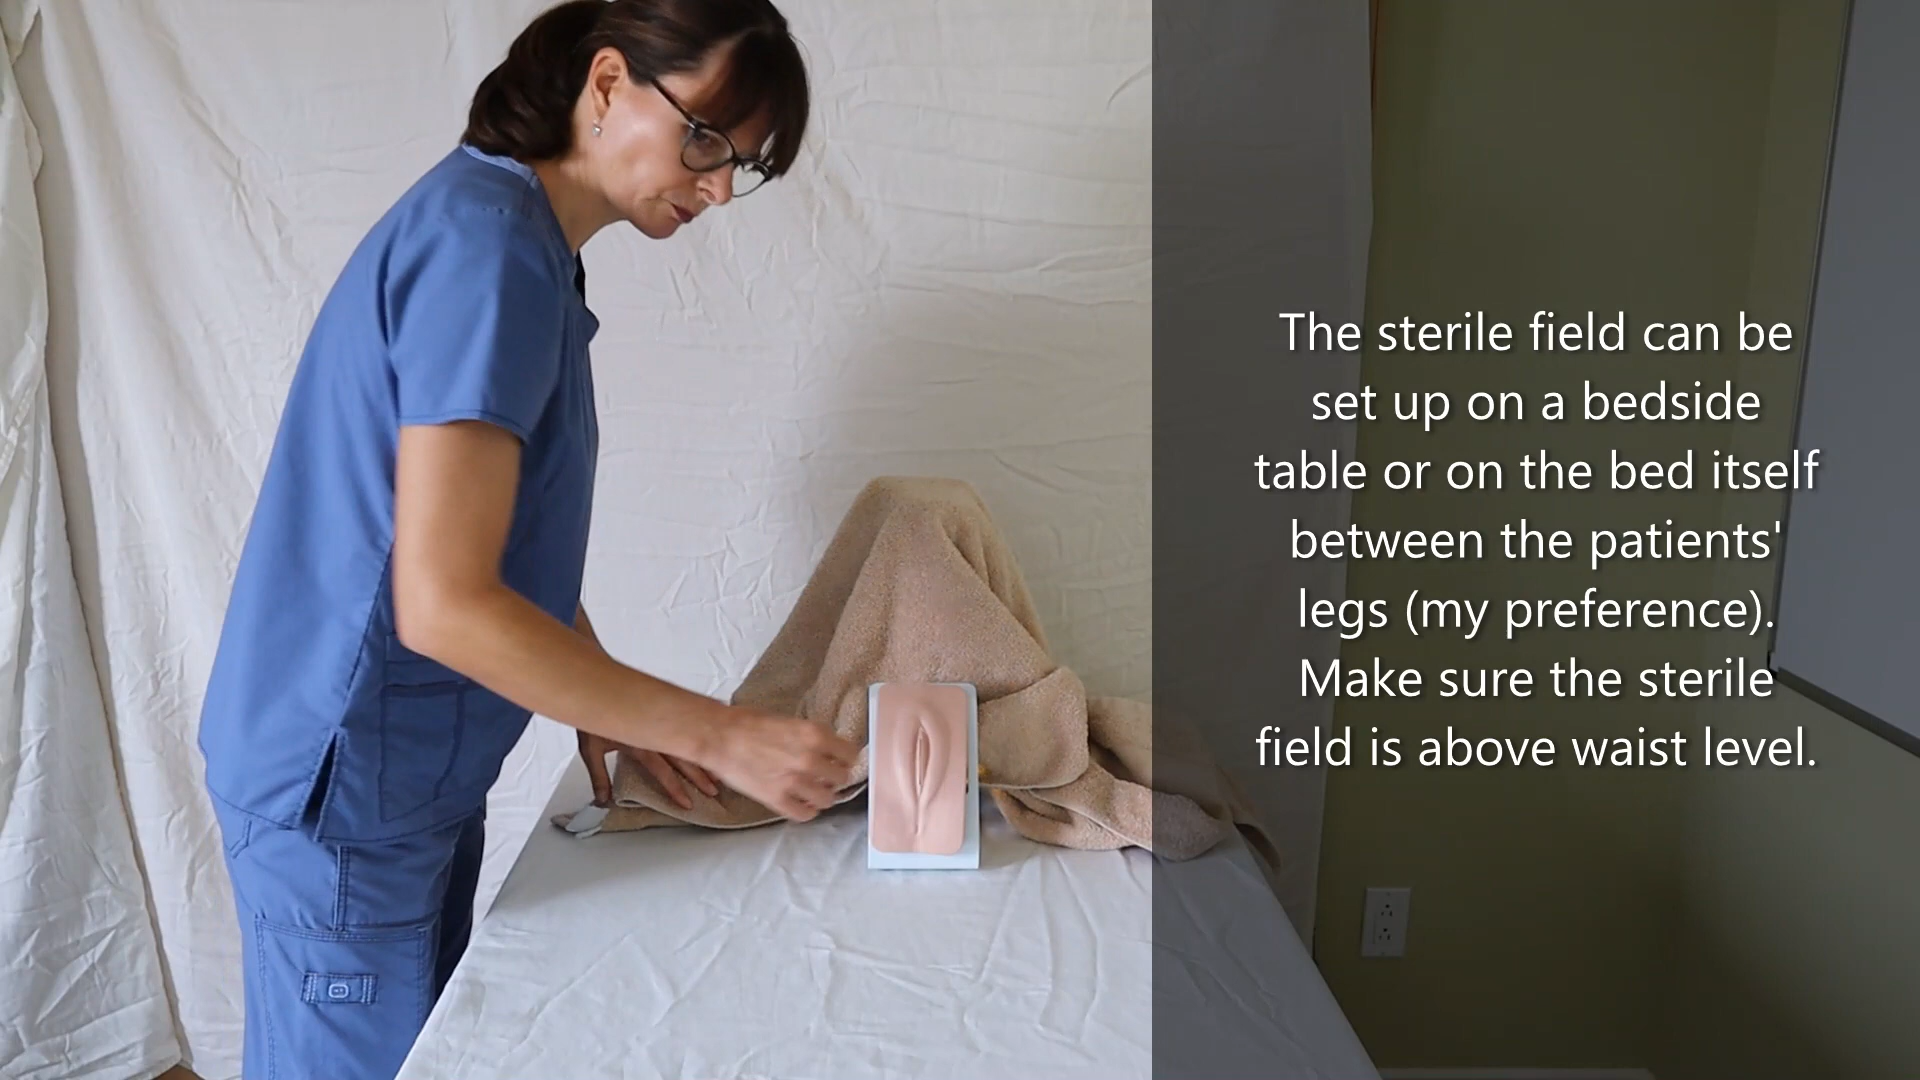 The sterile field can be
set up on a bedside
table or on the bed itself
between the patients'
legs (my preference).
Make sure the sterile
field is above waist level.